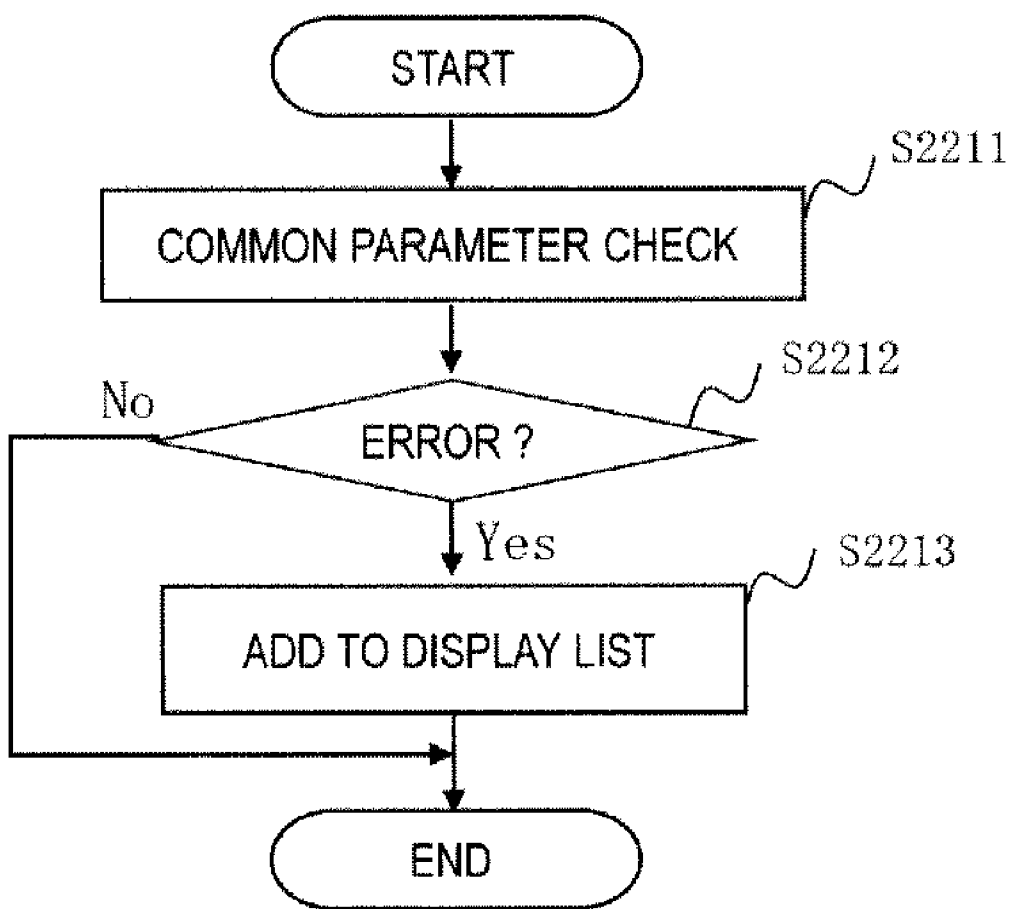 START
S2211
COMMON PARAMETER CHECK
S2212
No
ERROR ?
Yes
S2213
ADD TO DISPLAY LIST
END